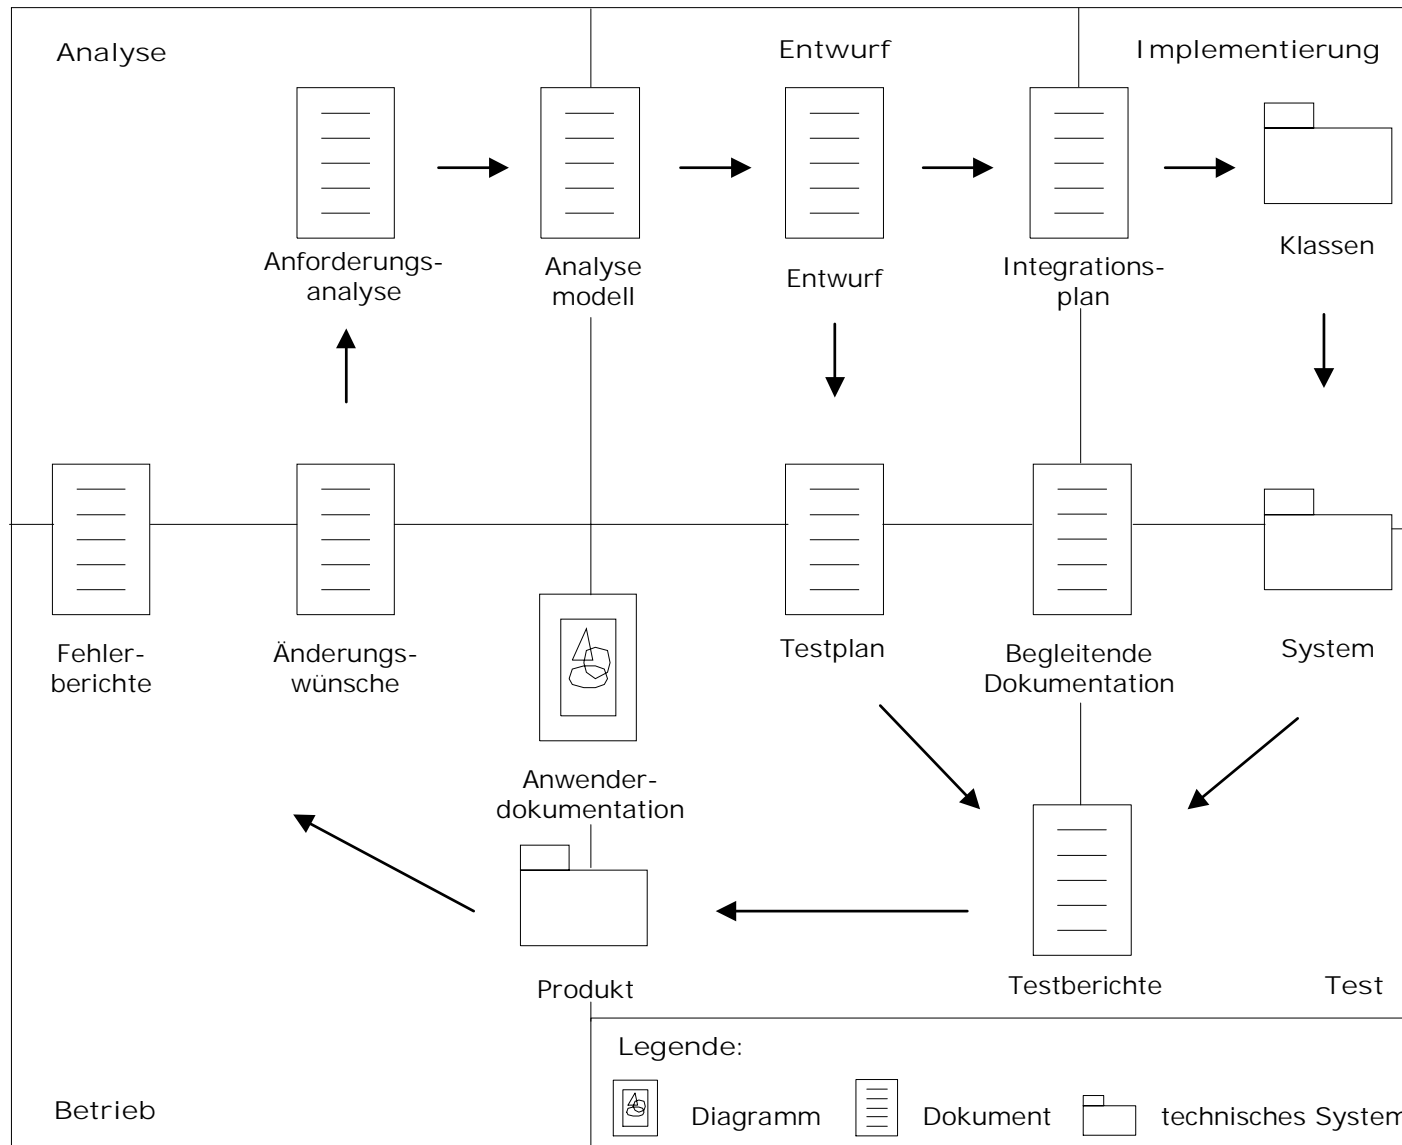 Analyse
Entwurf
Implementierung
Anforderungs-
analyse
Analyse
modell
Entwurf
Integrations-
plan
Klassen
Fehler-
berichte
Änderungs-
wünsche
Testplan
Begleitende
Dokumentation
System
Anwender-
dokumentation
Produkt
Testberichte
Test
Legende:
Betrieb
Diagramm
Dokument
technisches System